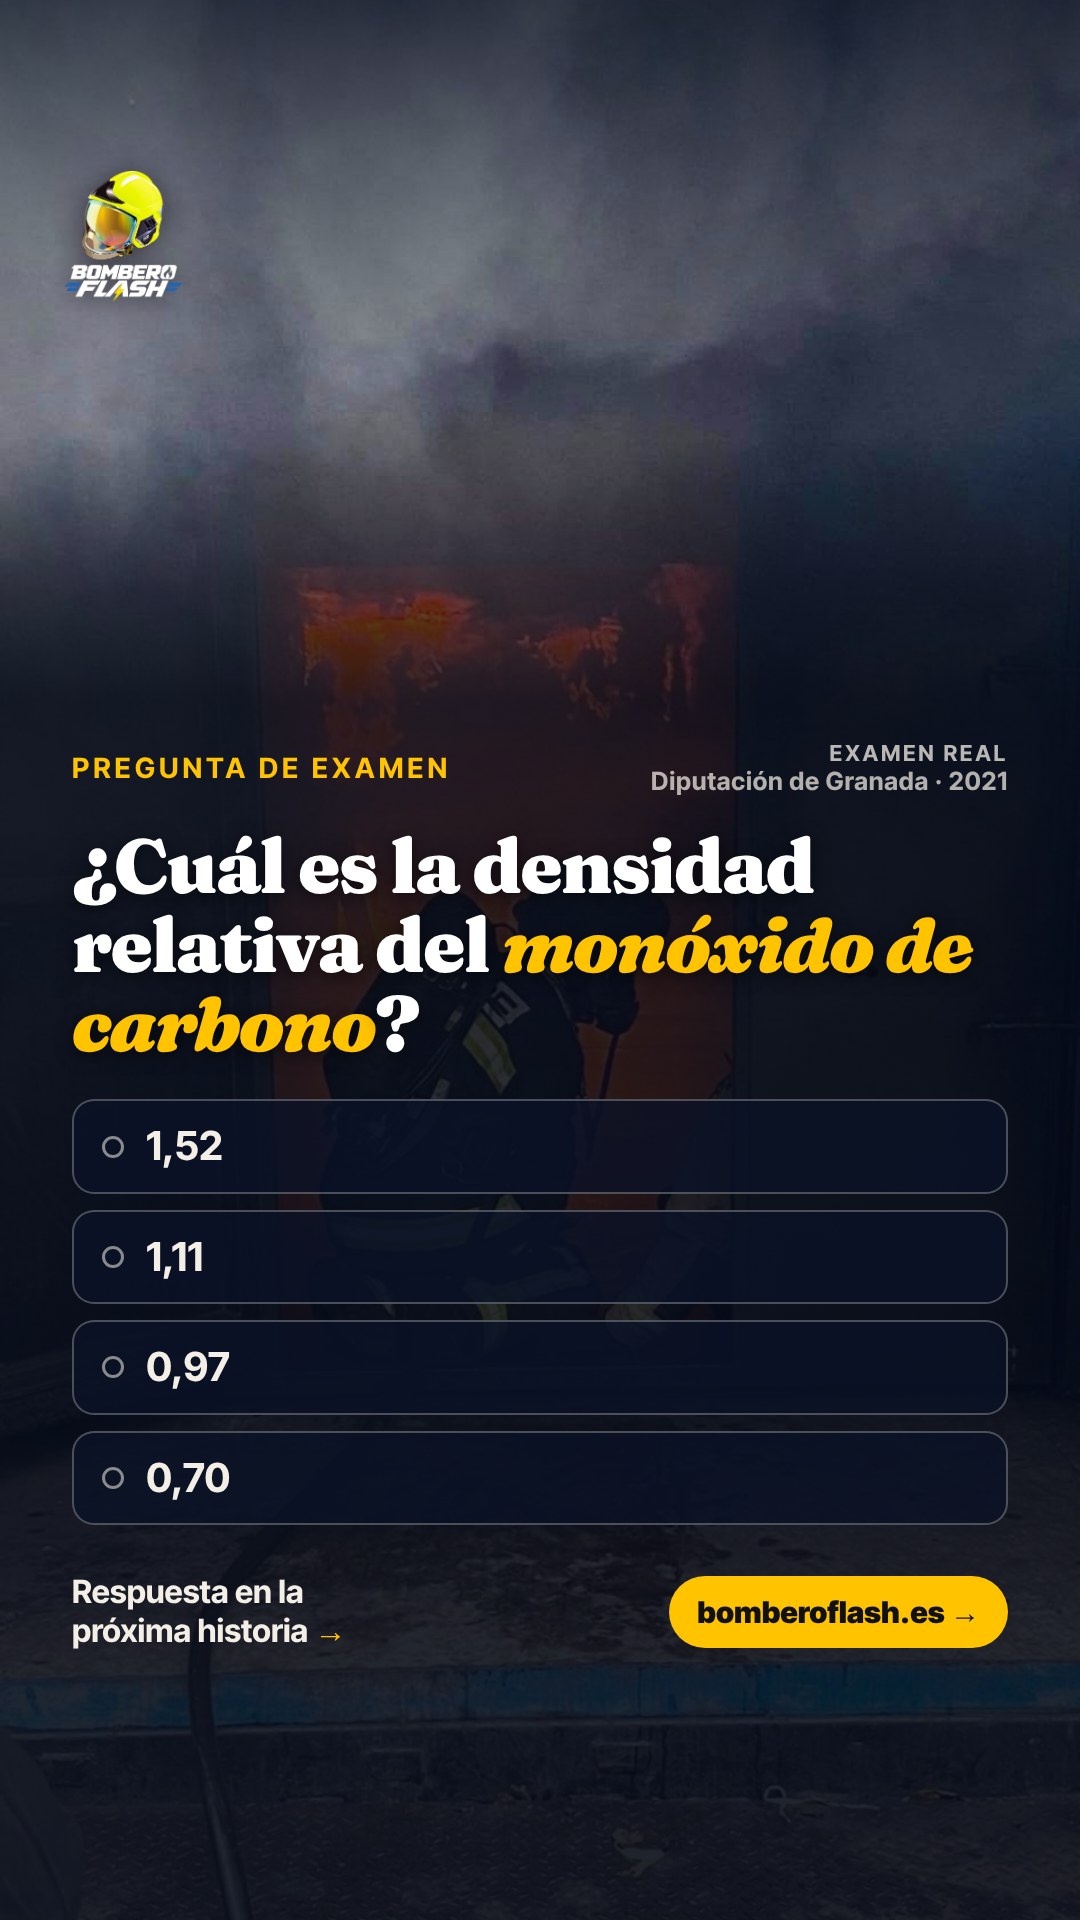 BOMBERO
FLASH
PREGUNTA DE EXAMEN
EXAMEN REAL
Diputación de Granada · 2021
¿Cuál es la densidad
relativa del monóxido de
carbono?
1,52
1,11
0,97
0,70
Respuesta en la
próxima historia →
bomberoflash.es →